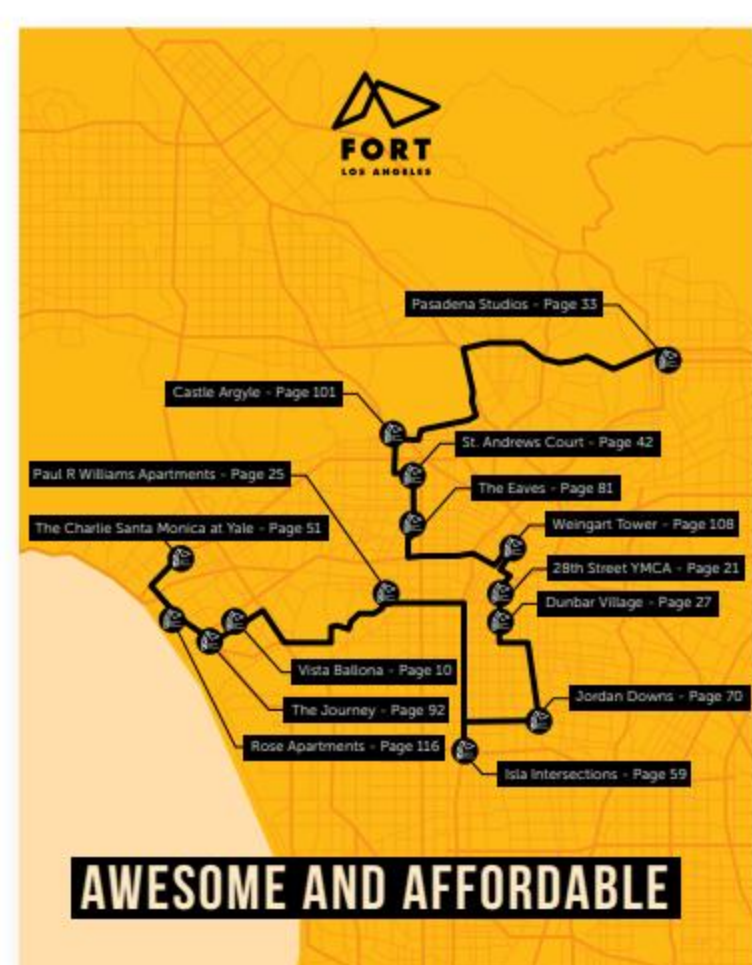 FORT
LOS ANGELES
Pasadena Studios - Page 33
Castle Argyle - Page 101
St. Andrews Court - Page 42
Paul R Williams Apartments - Page 25
The Eaves - Page 81
The Charlie Santa Monica at Yale - Page 51
Weingart Tower - Page 108
28th Street YMCA - Page 21
Dunbar Village - Page 27
Vista Ballona - Page 10
Jordan Downs - Page 70
The Journey - Page 92
Rose Apartments - Page 116
Isla Intersections - Page 59
AWESOME AND AFFORDABLE